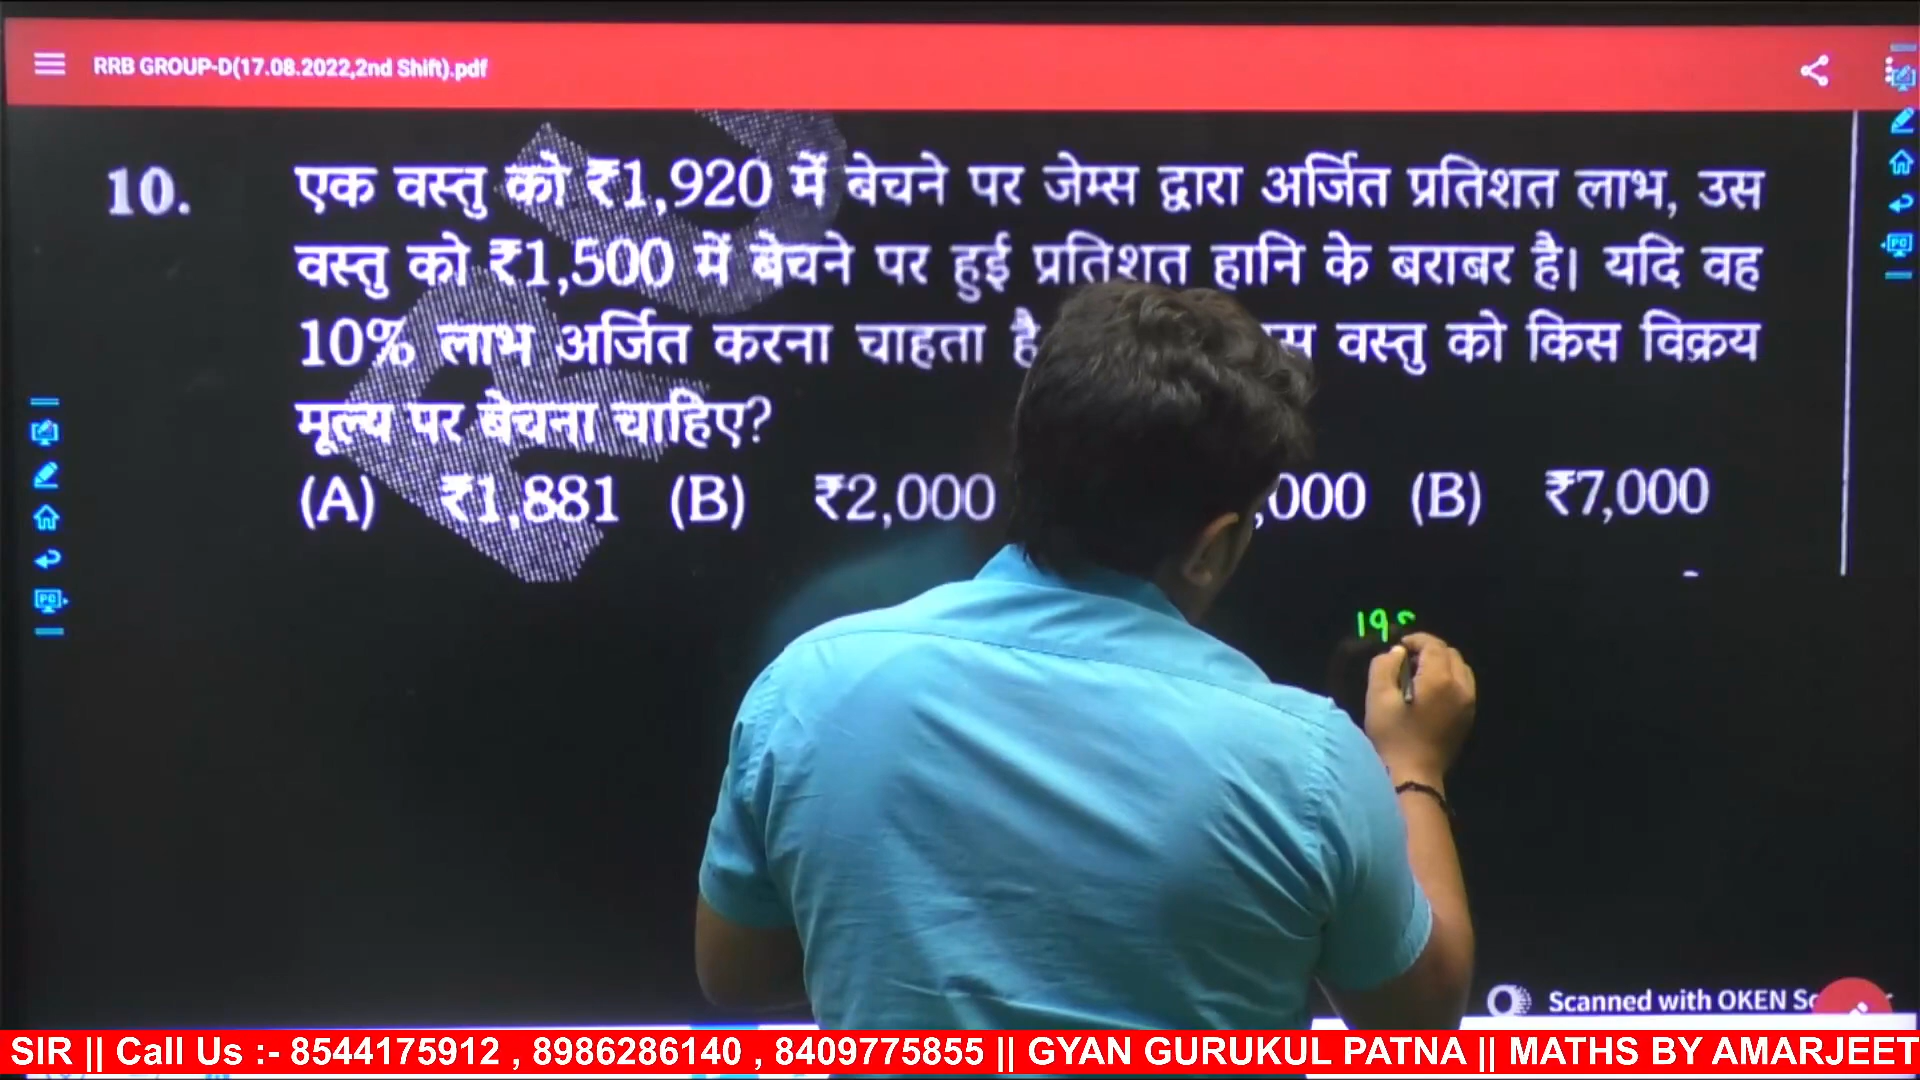 RRB GROUP-D(17.08.2022,2nd Shift).pdf
10. एक वस्तु को ₹1,920 में बेचने पर जेम्स द्वारा अर्जित प्रतिशत लाभ, उस
वस्तु को ₹1,500 में बेचने पर हुई प्रतिशत हानि के बराबर है। यदि वह
10% लाभ अर्जित करना चाहता है वस्तु को किस विक्रय
मूल्य पर बेचना चाहिए?
(A) ₹1,881 (B) ₹2,000 ,000 (B) ₹7,000
19
Scanned with OKEN
SIR || Call Us :- 8544175912 , 8986286140 , 8409775855 || GYAN GURUKUL PATNA || MATHS BY AMARJEET